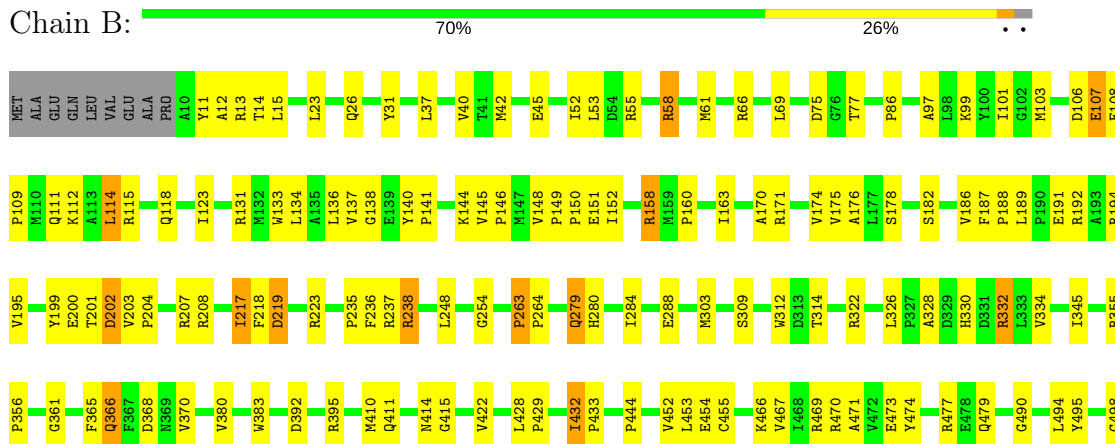 Chain B:
70% 26% • •
MET ALA GLU GLN LEU VAL GLU ALA PRO A10 Y11 A12 R13 T14 L15 L23 Q26 Y31 L37 V40 T41 M42 E45 I52 L53 D54 R55 R58 M61 R66 L69 D75 G76 T77 P86 A97 L98 K99 Y100 I101 G102 M103 D106 E107
P109 M110 Q111 K112 A113 L114 R115 Q118 I123 R131 M132 W133 L134 A135 L136 V137 G138 E139 Y140 P141 K144 V145 P146 M147 V148 P149 P150 E151 I152 R158 M159 P160 I163 A170 R171 V174 V175 A176 L177 S178 S182 V186 F187 P188 L189 P190 E191 R192 A193
V195 Y199 E200 T201 D202 V203 P204 R207 R208 I217 F218 D219 R223 P235 F236 R237 R238 L248 G254 P263 P264 Q279 H280 I284 E288 M303 S309 W312 D313 T314 R322 L326 P327 A328 D329 H330 D331 R332 L333 V334 I345
P356 G361 F365 Q366 F367 D368 N369 V370 V380 W383 D392 R395 M410 Q411 N414 G415 V422 L428 P429 I432 P433 P444 V452 L453 E454 C455 K466 V467 I468 R469 R470 A471 V472 E473 Y474 R477 E478 Q479 G490 L494 Y495